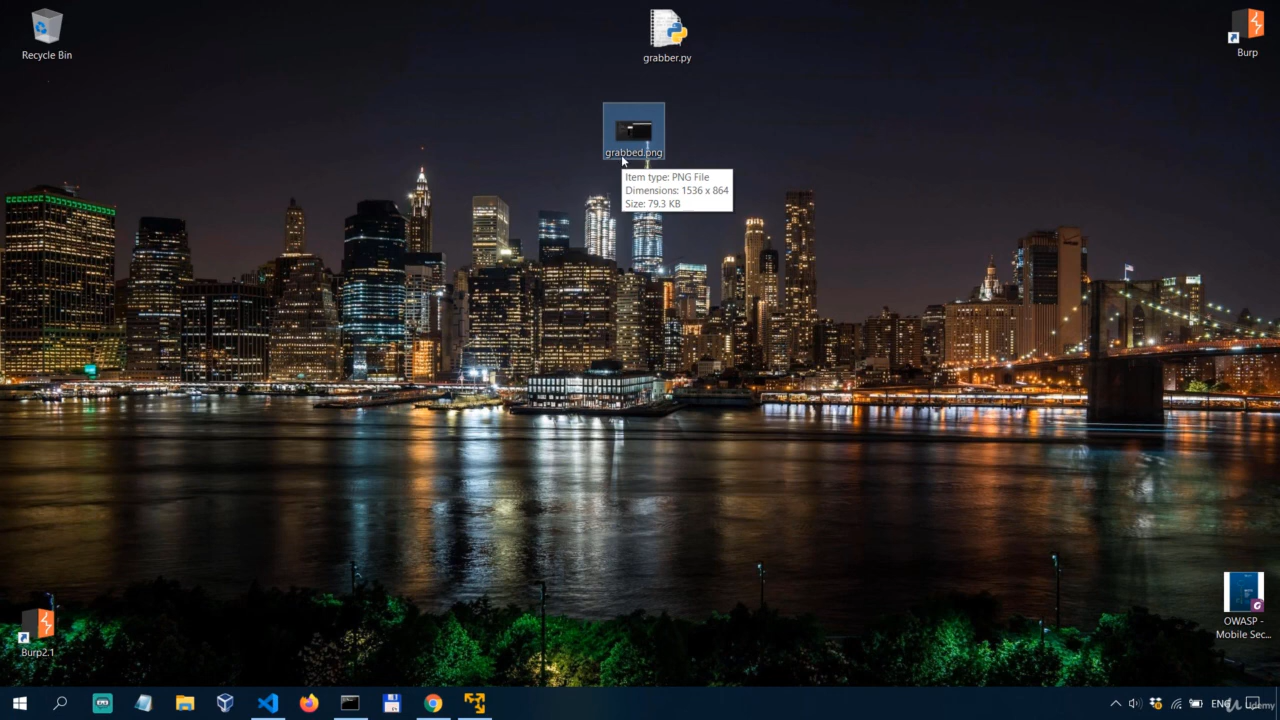 Recycle Bin
grabber.py
Burp
grabbed.png
Item type: PNG File
Dimensions: 1536 x 864
Size: 79.3 KB
OWASP -
Mobile Sec...
Burp2.1
ENG
Udemy